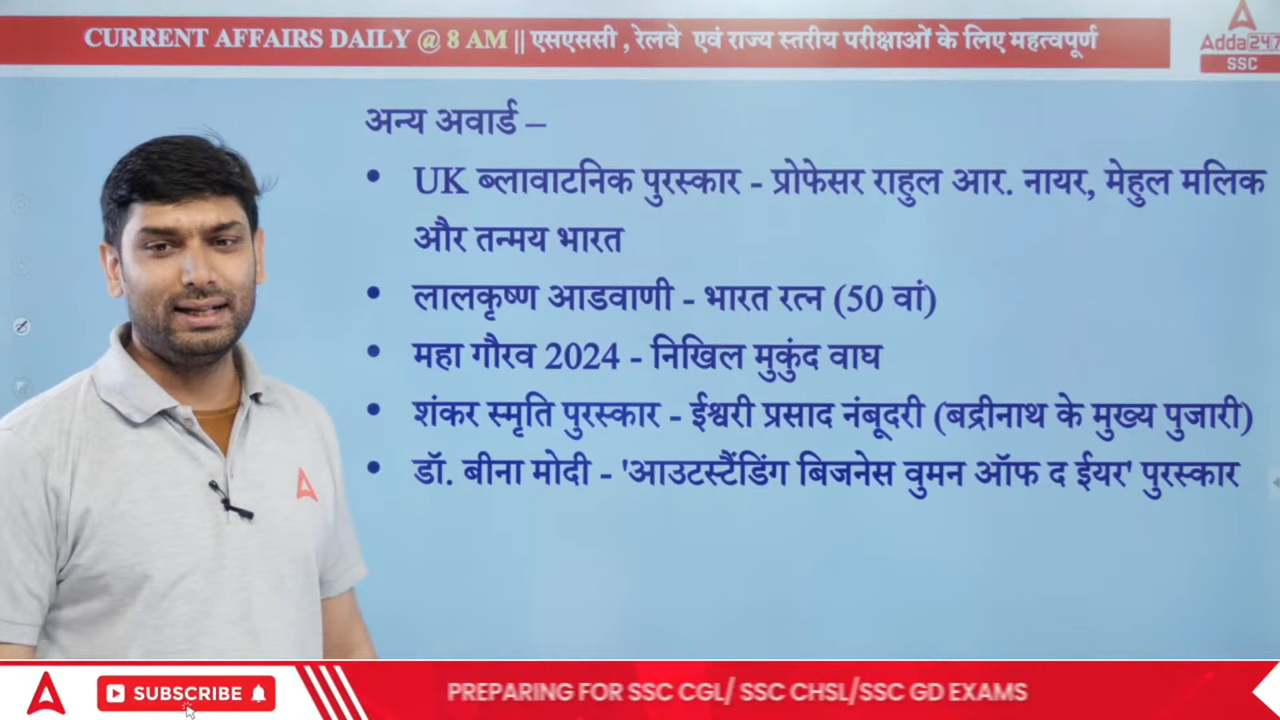 CURRENT AFFAIRS DAILY @ 8 AM || एसएससी , रेलवे एवं राज्य स्तरीय परीक्षाओं के लिए महत्वपूर्ण
Adda247
SSC
अन्य अवार्ड –
• UK ब्लावाटनिक पुरस्कार - प्रोफेसर राहुल आर. नायर, मेहुल मलिक
और तन्मय भारत
• लालकृष्ण आडवाणी - भारत रत्न (50 वां)
• महा गौरव 2024 - निखिल मुकुंद वाघ
• शंकर स्मृति पुरस्कार - ईश्वरी प्रसाद नंबूदरी (बद्रीनाथ के मुख्य पुजारी)
• डॉ. बीना मोदी - 'आउटस्टैंडिंग बिजनेस वुमन ऑफ द ईयर' पुरस्कार
SUBSCRIBE
PREPARING FOR SSC CGL/ SSC CHSL/SSC GD EXAMS